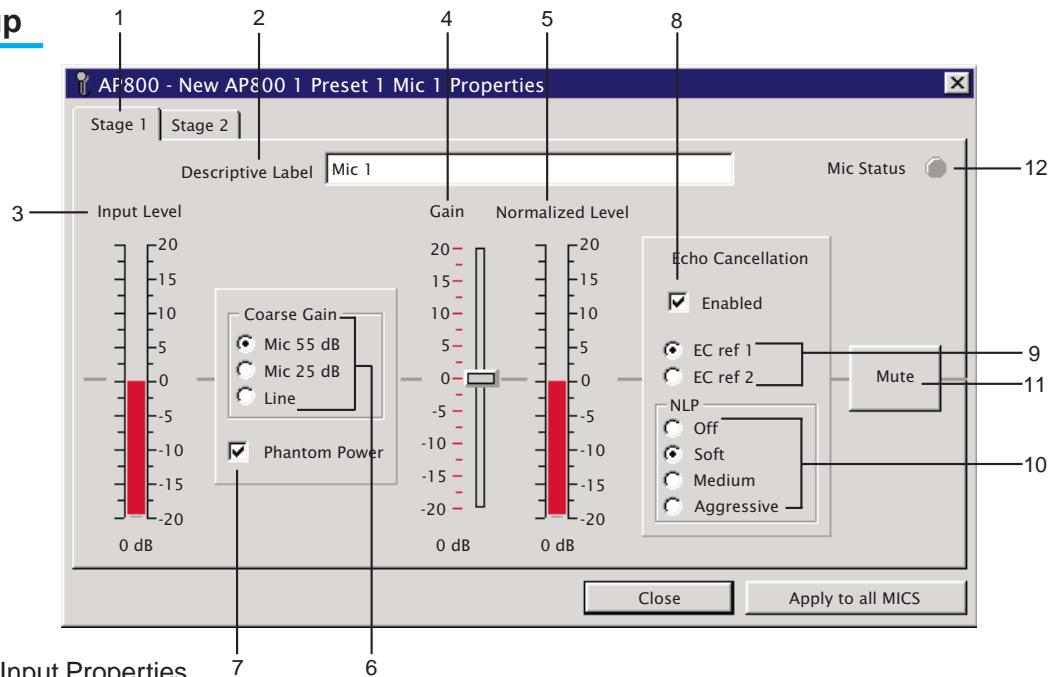 up
1 2 4 5 8
AP800 - New AP800 1 Preset 1 Mic 1 Properties
Stage 1 Stage 2
Descriptive Label Mic 1 Mic Status 12
3 Input Level Gain Normalized Level
20 20 20
15 15 15
10 10 10
5 5 5
0 0 0
-5 -5 -5
-10 -10 -10
-15 -15 -15
-20 -20 -20
0 dB 0 dB 0 dB
Coarse Gain
Mic 55 dB
Mic 25 dB
Line
Phantom Power
Echo Cancellation
Enabled
EC ref 1
EC ref 2
9
NLP
Off
Soft
Medium
Aggressive
10
Mute
11
Close Apply to all MICS
Input Properties 7 6